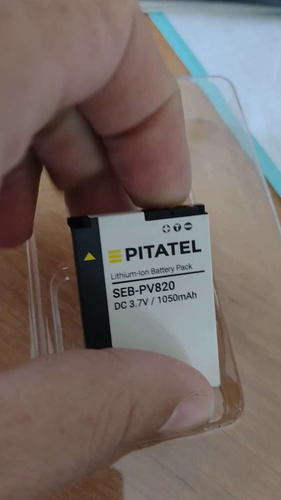 + T −
PITATEL
Lithium-Ion Battery Pack
SEB-PV820
DC 3.7V / 1050mAh